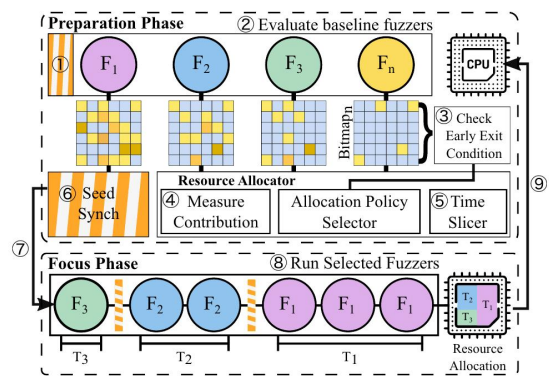 Preparation Phase
② Evaluate baseline fuzzers
①
F1
F2
F3
Fn
CPU
Bitmapn
③ Check
Early Exit
Condition
⑥ Seed
Synch
Resource Allocator
④ Measure
Contribution
Allocation Policy
Selector
⑤ Time
Slicer
⑦
⑨
Focus Phase
⑧ Run Selected Fuzzers
F3
F2
F2
F1
F1
F1
T2
T1
T3
T3
T2
T1
Resource
Allocation